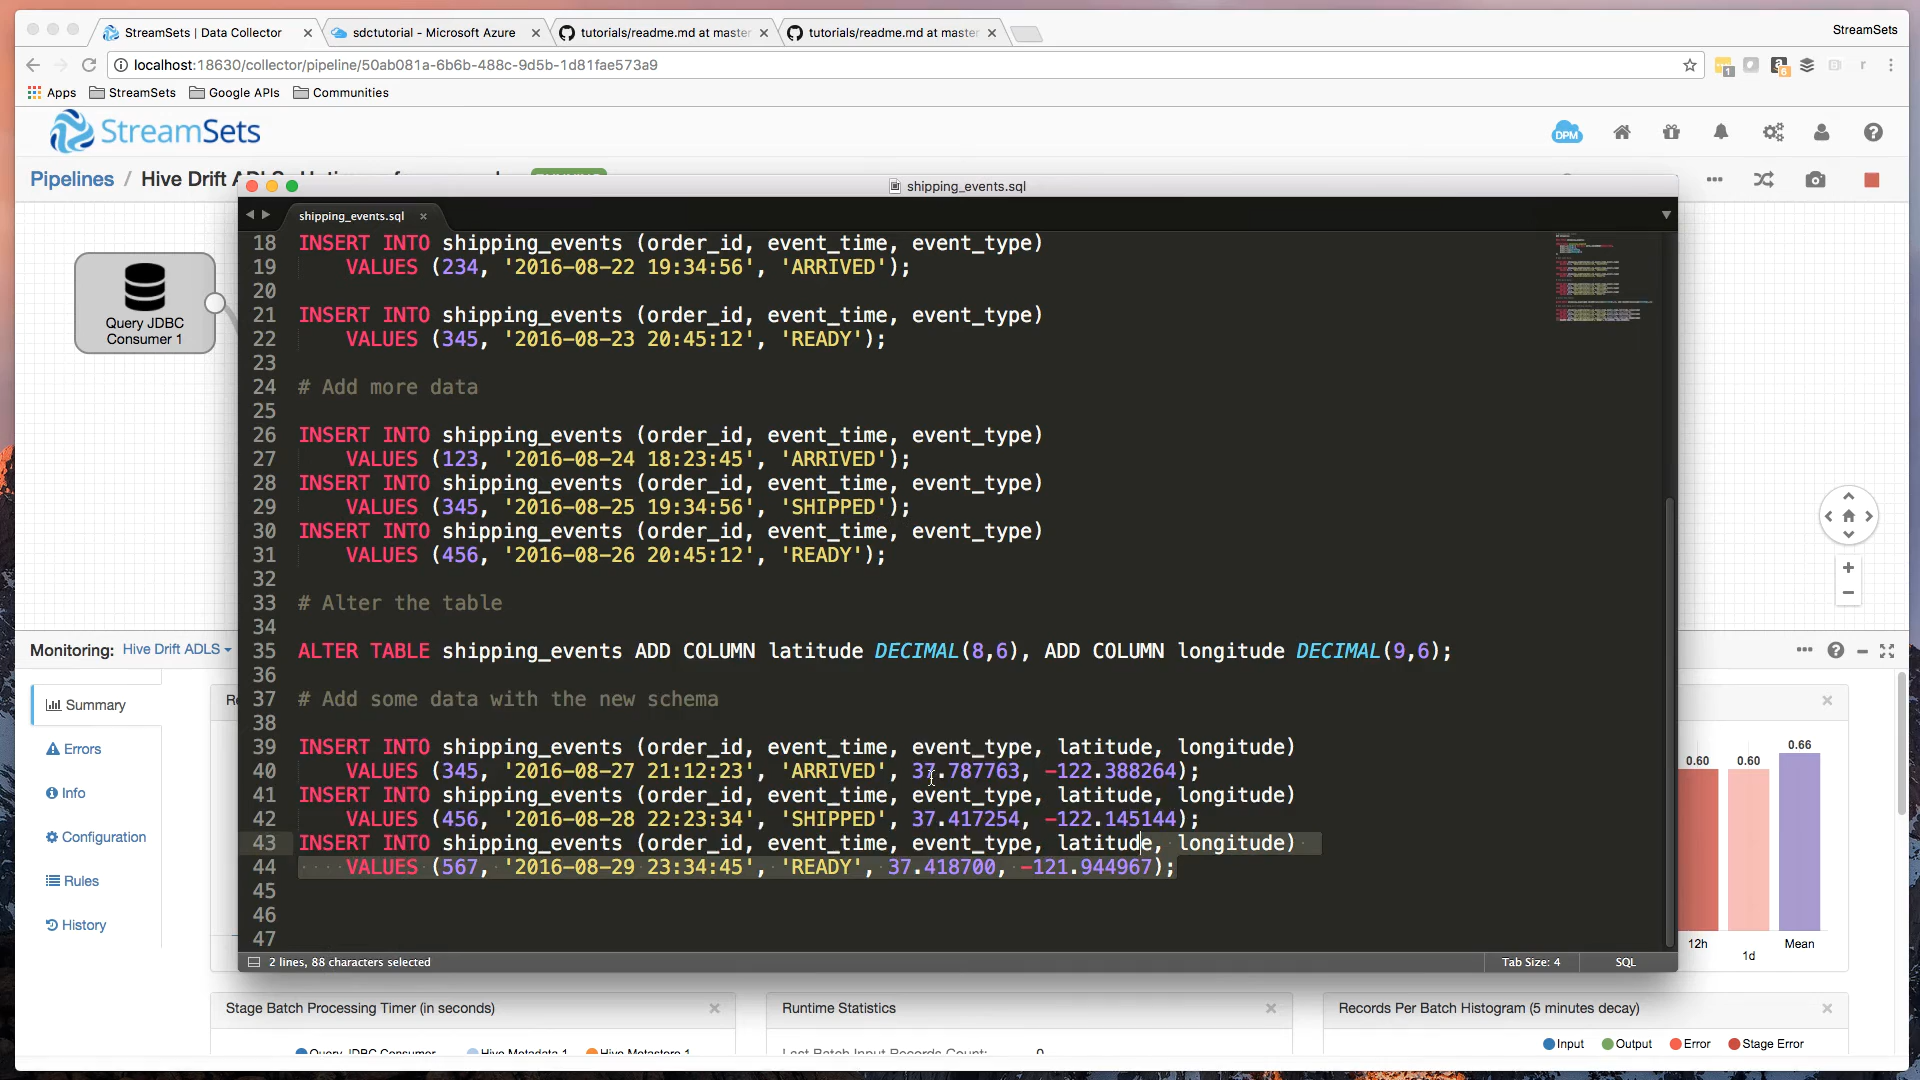 StreamSets | Data Collector
sdctutorial - Microsoft Azure
tutorials/readme.md at master
tutorials/readme.md at master
StreamSets
localhost:18630/collector/pipeline/50ab081a-6b6b-488c-9d5b-1d81fae573a9
Apps StreamSets Google APIs Communities
StreamSets
DPM
Pipelines / Hive Drift
shipping_events.sql
shipping_events.sql
18 INSERT INTO shipping_events (order_id, event_time, event_type)
19 VALUES (234, '2016-08-22 19:34:56', 'ARRIVED');
20
21 INSERT INTO shipping_events (order_id, event_time, event_type)
22 VALUES (345, '2016-08-23 20:45:12', 'READY');
23
24 # Add more data
25
26 INSERT INTO shipping_events (order_id, event_time, event_type)
27 VALUES (123, '2016-08-24 18:23:45', 'ARRIVED');
28 INSERT INTO shipping_events (order_id, event_time, event_type)
29 VALUES (345, '2016-08-25 19:34:56', 'SHIPPED');
30 INSERT INTO shipping_events (order_id, event_time, event_type)
31 VALUES (456, '2016-08-26 20:45:12', 'READY');
32
33 # Alter the table
34
35 ALTER TABLE shipping_events ADD COLUMN latitude DECIMAL(8,6), ADD COLUMN longitude DECIMAL(9,6);
36
37 # Add some data with the new schema
38
39 INSERT INTO shipping_events (order_id, event_time, event_type, latitude, longitude)
40 VALUES (345, '2016-08-27 21:12:23', 'ARRIVED', 37.787763, -122.388264);
41 INSERT INTO shipping_events (order_id, event_time, event_type, latitude, longitude)
42 VALUES (456, '2016-08-28 22:23:34', 'SHIPPED', 37.417254, -122.145144);
43 INSERT INTO shipping_events (order_id, event_time, event_type, latitude, longitude)
44 VALUES (567, '2016-08-29 23:34:45', 'READY', 37.418700, -121.944967);
45
46
47
2 lines, 88 characters selected
Tab Size: 4
SQL
Query JDBC
Consumer 1
Monitoring: Hive Drift ADLS
Summary
Errors
Info
Configuration
Rules
History
0.60 0.60 0.66
12h 1d Mean
Stage Batch Processing Timer (in seconds)
Query JDBC Consumer Hive Metadata 1 Hive Metastore 1
Runtime Statistics
Last Batch Input Records Count: 0
Records Per Batch Histogram (5 minutes decay)
Input Output Error Stage Error